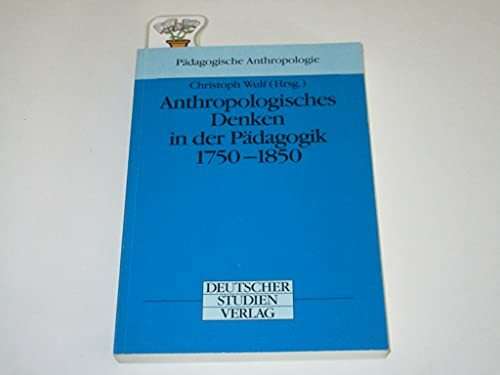 Pädagogische Anthropologie
Christoph Wulf (Hrsg.)
Anthropologisches
Denken
in der Pädagogik
1750–1850
DEUTSCHER
STUDIEN
VERLAG